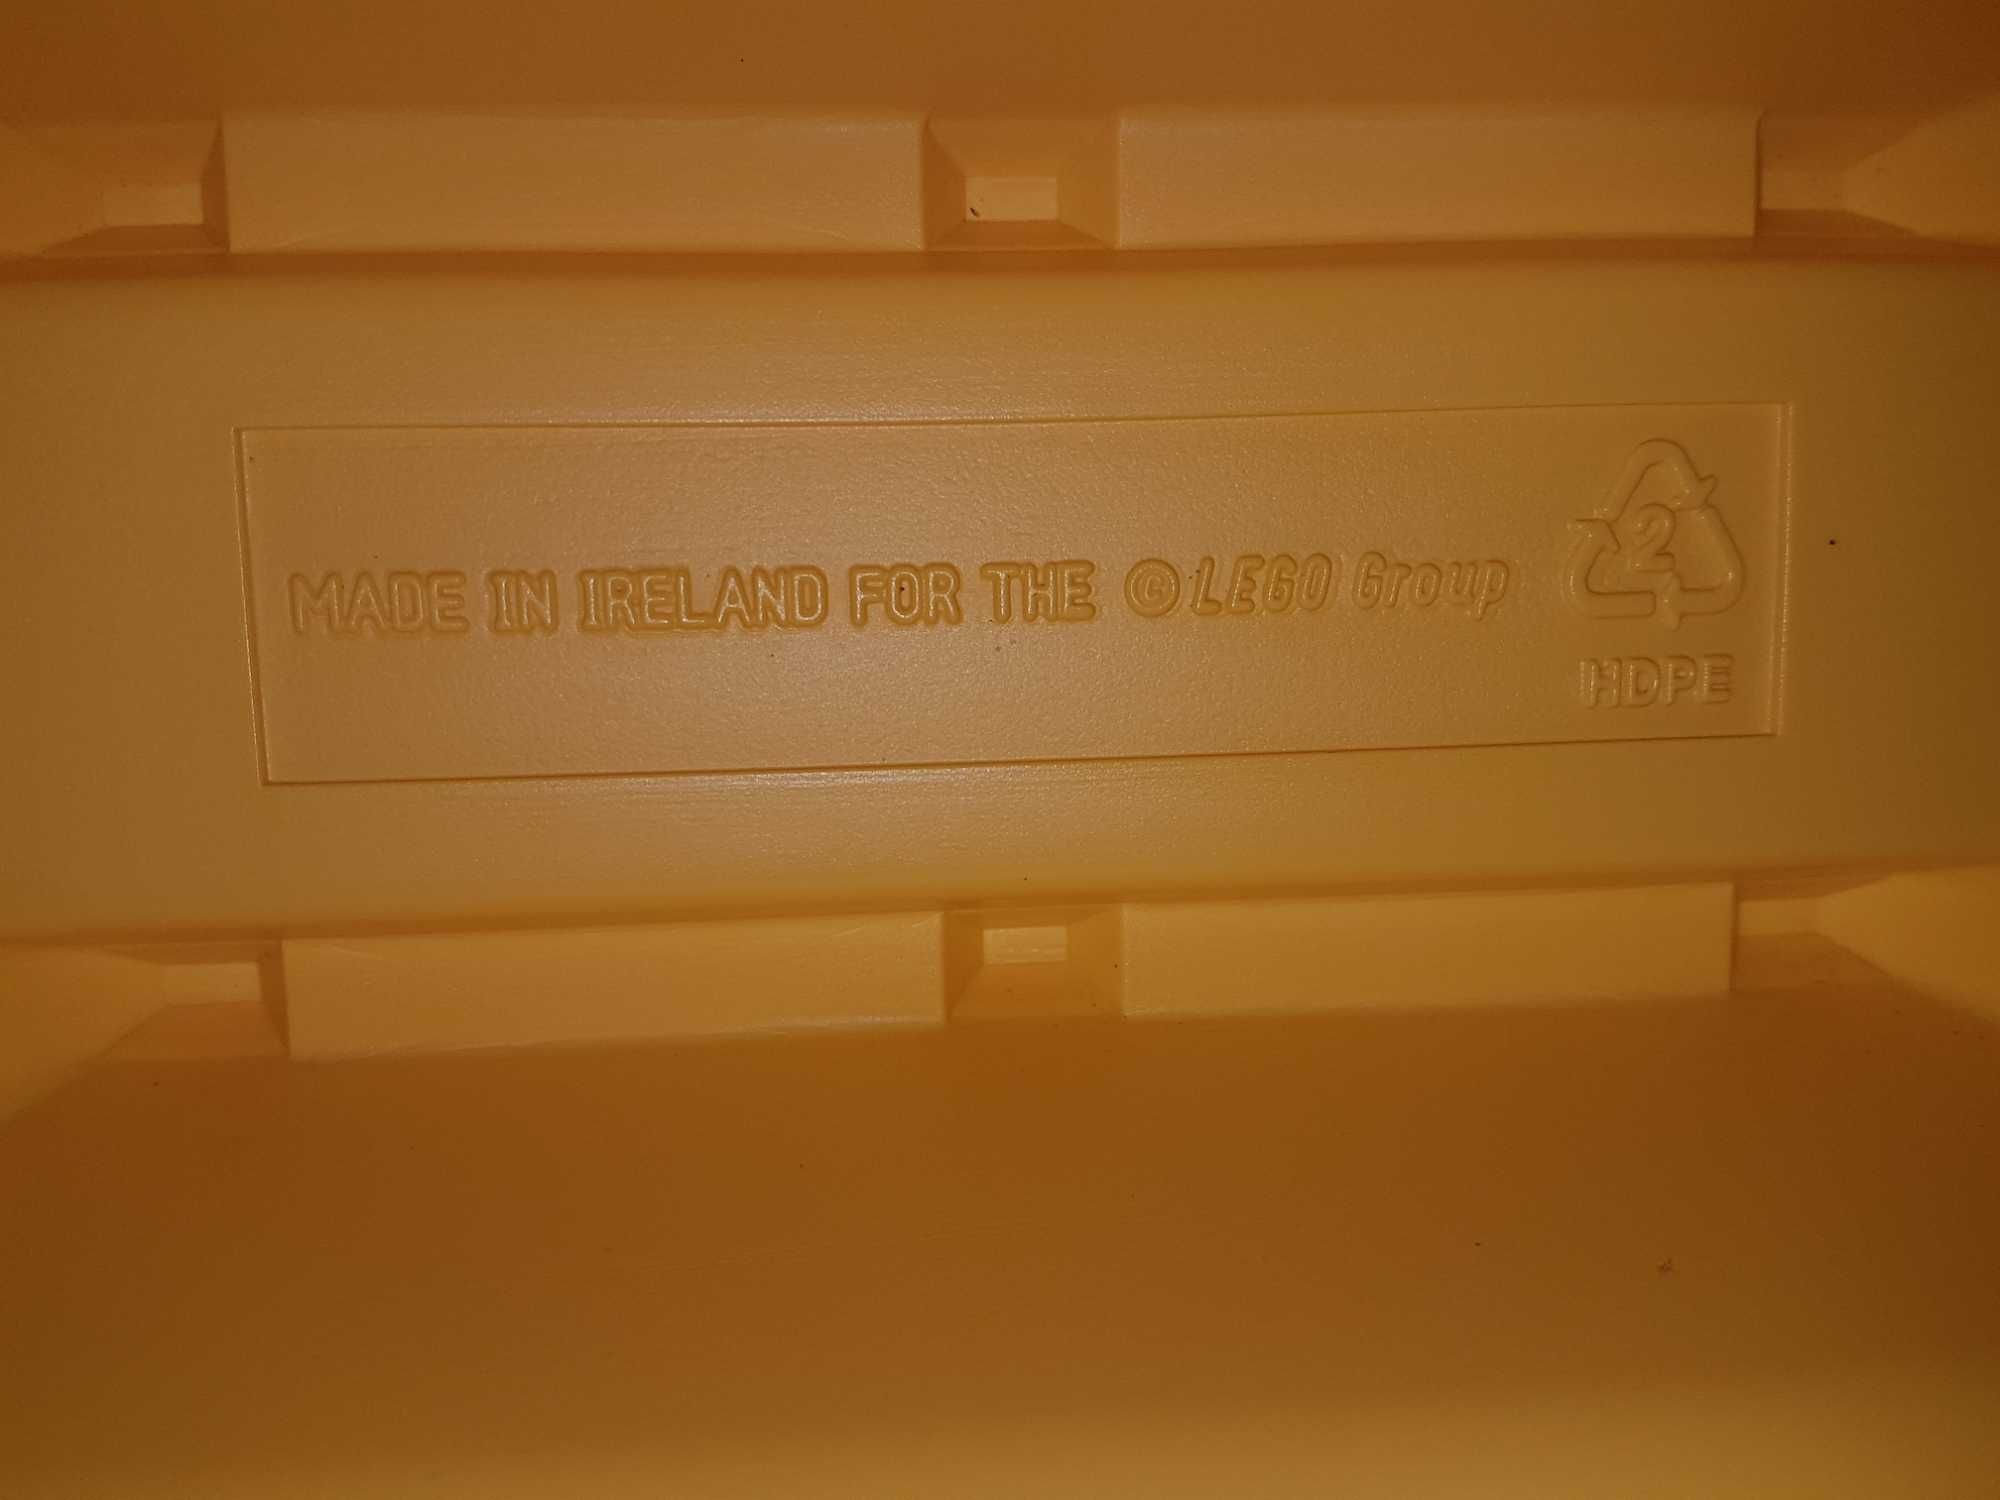 MADE IN IRELAND FOR THE © LEGO Group
2
HDPE